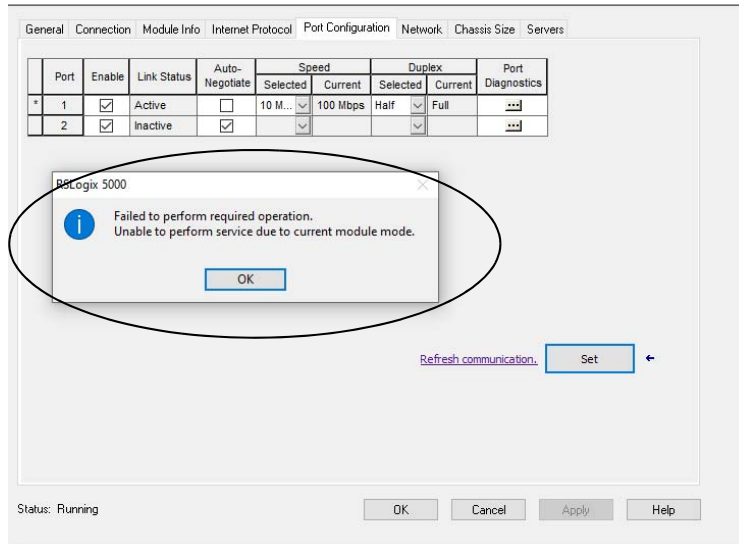 General Connection Module Info Internet Protocol Port Configuration Network Chassis Size Servers
Port Enable Link Status Auto-Negotiate Speed Duplex Port Diagnostics
Selected Current Selected Current
* 1 Active 10 M... 100 Mbps Half Full ...
2 Inactive ...
RSLogix 5000
Failed to perform required operation.
Unable to perform service due to current module mode.
OK
Refresh communication. Set
Status: Running OK Cancel Apply Help